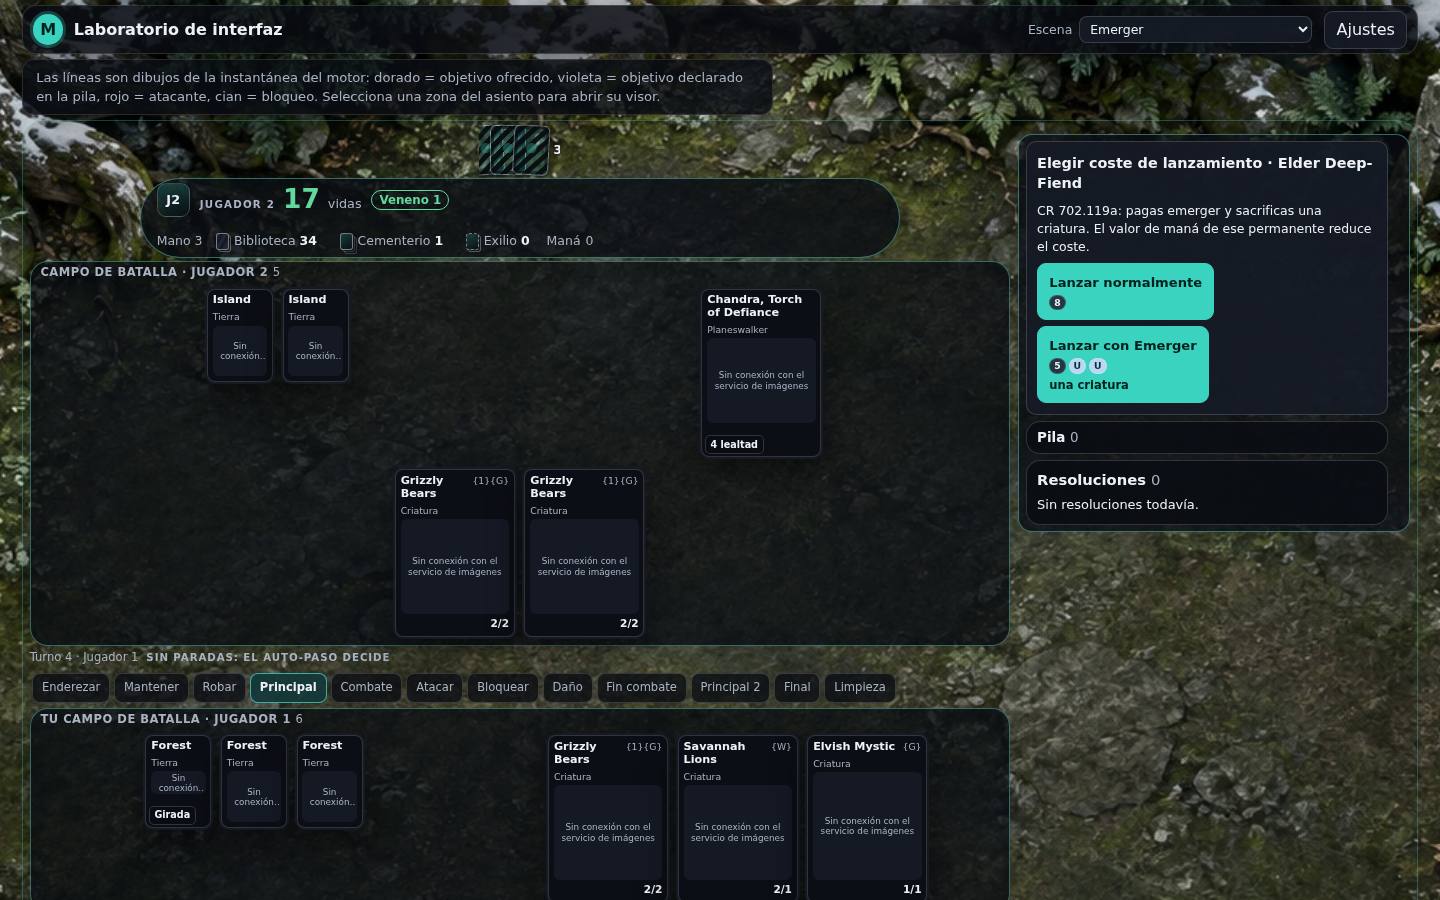 M Laboratorio de interfaz
Escena Emerger Ajustes
Las líneas son dibujos de la instantánea del motor: dorado = objetivo ofrecido, violeta = objetivo declarado
en la pila, rojo = atacante, cian = bloqueo. Selecciona una zona del asiento para abrir su visor.
3
J2 JUGADOR 2 17 vidas Veneno 1
Mano 3 Biblioteca 34 Cementerio 1 Exilio 0 Maná 0
CAMPO DE BATALLA · JUGADOR 2 5
Island
Tierra
Sin
conexión..
Island
Tierra
Sin
conexión..
Chandra, Torch
of Defiance
Planeswalker
Sin conexión con el
servicio de imágenes
4 lealtad
Grizzly
Bears
{1}{G}
Criatura
Sin conexión con el
servicio de imágenes
2/2
Grizzly
Bears
{1}{G}
Criatura
Sin conexión con el
servicio de imágenes
2/2
Turno 4 · Jugador 1 SIN PARADAS: EL AUTO-PASO DECIDE
Enderezar Mantener Robar Principal Combate Atacar Bloquear Daño Fin combate Principal 2 Final Limpieza
TU CAMPO DE BATALLA · JUGADOR 1 6
Forest
Tierra
Sin
conexión..
Girada
Forest
Tierra
Sin
conexión..
Forest
Tierra
Sin
conexión..
Grizzly
Bears
{1}{G}
Criatura
Sin conexión con el
servicio de imágenes
2/2
Savannah
Lions
{W}
Criatura
Sin conexión con el
servicio de imágenes
2/1
Elvish Mystic {G}
Criatura
Sin conexión con el
servicio de imágenes
1/1
Elegir coste de lanzamiento · Elder Deep-
Fiend
CR 702.119a: pagas emerger y sacrificas una
criatura. El valor de maná de ese permanente reduce
el coste.
Lanzar normalmente
8
Lanzar con Emerger
5 U U
una criatura
Pila 0
Resoluciones 0
Sin resoluciones todavía.